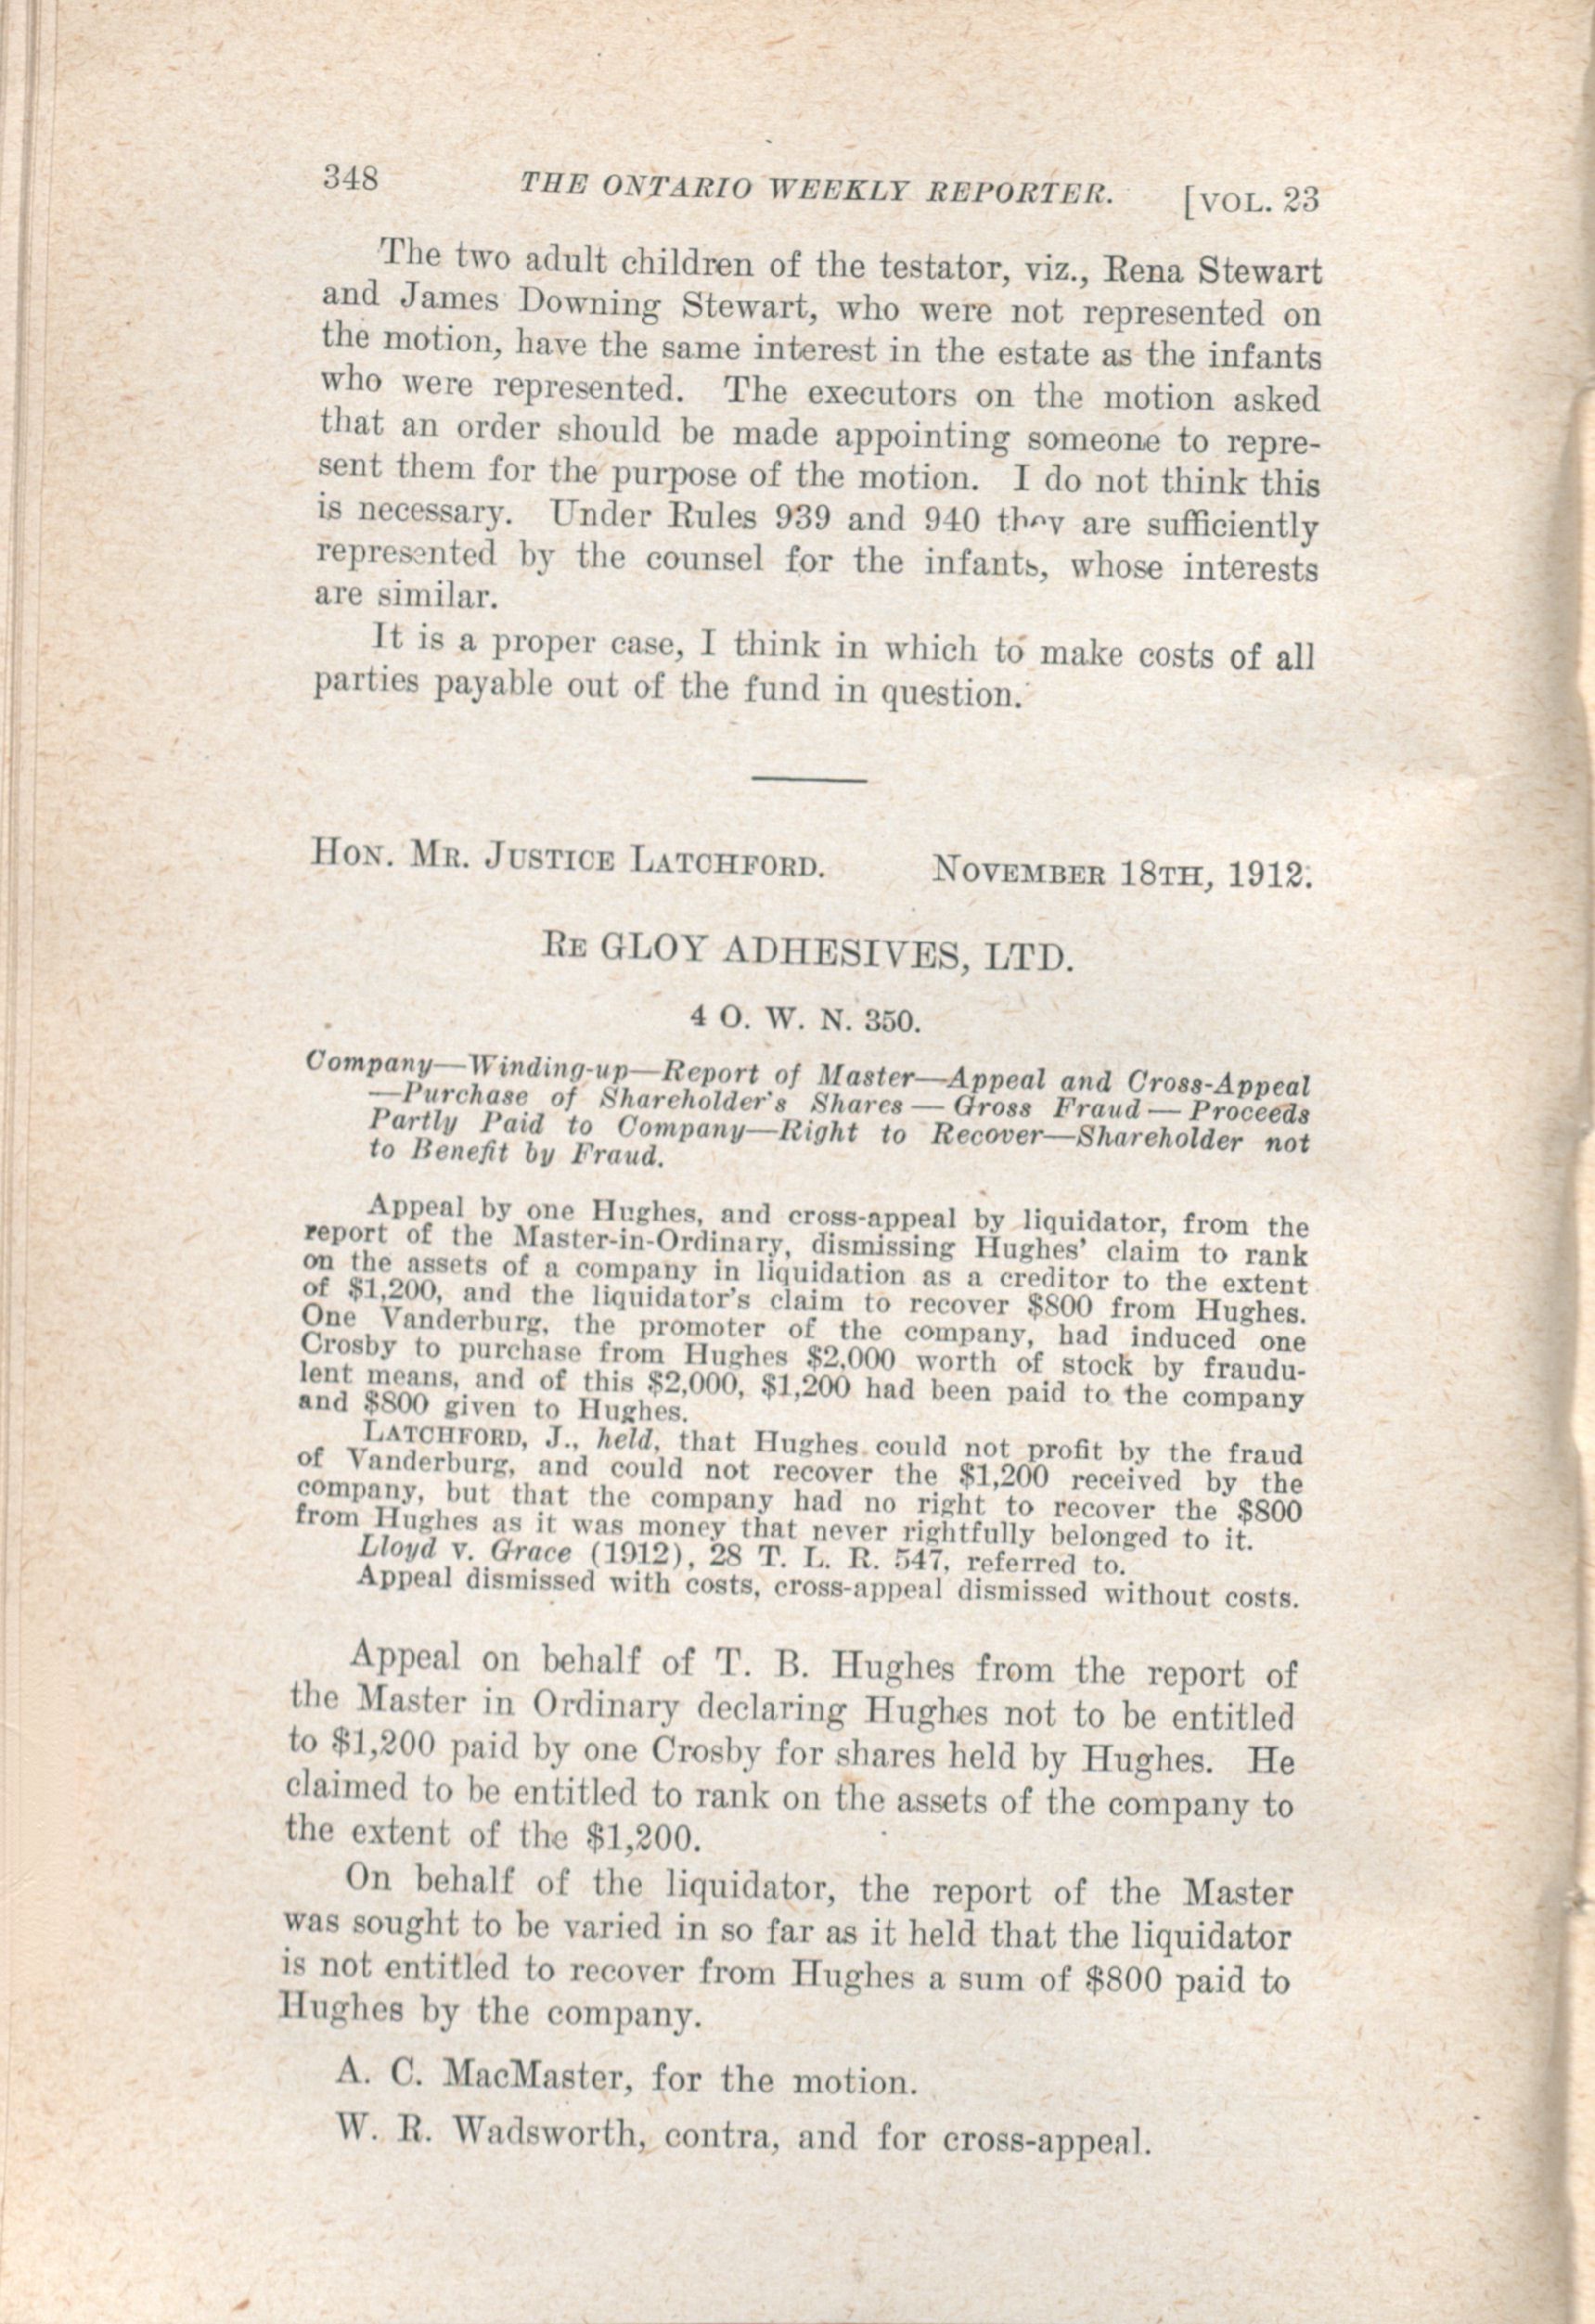 348 THE ONTARIO WEEKLY REPORTER. [VOL. 23
The two adult children of the testator, viz., Rena Stewart
and James Downing Stewart, who were not represented on
the motion, have the same interest in the estate as the infants
who were represented. The executors on the motion asked
that an order should be made appointing someone to repre-
sent them for the purpose of the motion. I do not think this
is necessary. Under Rules 939 and 940 they are sufficiently
represented by the counsel for the infants, whose interests
are similar.
It is a proper case, I think in which to make costs of all
parties payable out of the fund in question.
HON. MR. JUSTICE LATCHFORD. NOVEMBER 18TH, 1912.
RE GLOY ADHESIVES, LTD.
4 O. W. N. 350.
Company—Winding-up—Report of Master—Appeal and Cross-Appeal
—Purchase of Shareholder's Shares — Gross Fraud — Proceeds
Partly Paid to Company—Right to Recover—Shareholder not
to Benefit by Fraud.
Appeal by one Hughes, and cross-appeal by liquidator, from the
report of the Master-in-Ordinary, dismissing Hughes' claim to rank
on the assets of a company in liquidation as a creditor to the extent
of $1,200, and the liquidator's claim to recover $800 from Hughes.
One Vanderburg, the promoter of the company, had induced one
Crosby to purchase from Hughes $2,000 worth of stock by fraudu-
lent means, and of this $2,000, $1,200 had been paid to the company
and $800 given to Hughes.
LATCHFORD, J., held, that Hughes could not profit by the fraud
of Vanderburg, and could not recover the $1,200 received by the
company, but that the company had no right to recover the $800
from Hughes as it was money that never rightfully belonged to it.
Lloyd v. Grace (1912), 28 T. L. R. 547, referred to.
Appeal dismissed with costs, cross-appeal dismissed without costs.
Appeal on behalf of T. B. Hughes from the report of
the Master in Ordinary declaring Hughes not to be entitled
to $1,200 paid by one Crosby for shares held by Hughes. He
claimed to be entitled to rank on the assets of the company to
the extent of the $1,200.
On behalf of the liquidator, the report of the Master
was sought to be varied in so far as it held that the liquidator
is not entitled to recover from Hughes a sum of $800 paid to
Hughes by the company.
A. C. MacMaster, for the motion.
W. R. Wadsworth, contra, and for cross-appeal.